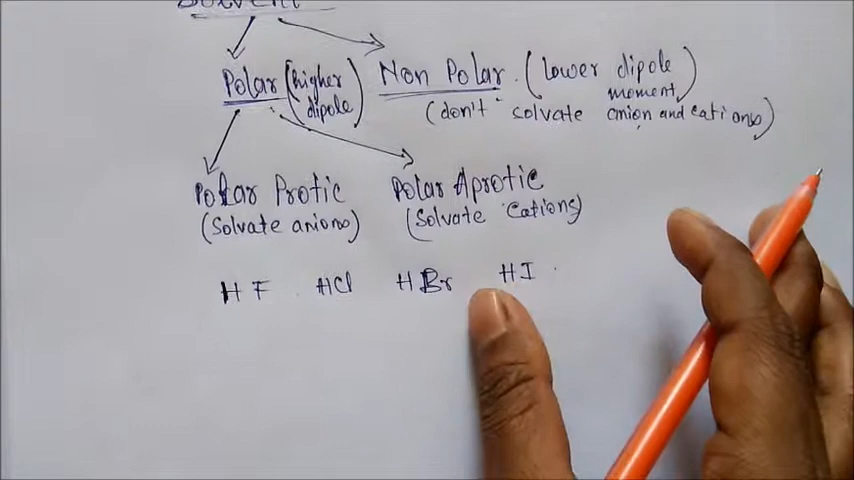 Solvent
Polar (higher dipole)
Non Polar. (lower dipole moment)
(don't solvate anion and cations)
Polar Protic
(Solvate anions)
Polar Aprotic
(Solvate cations)
HF HCl HBr HI